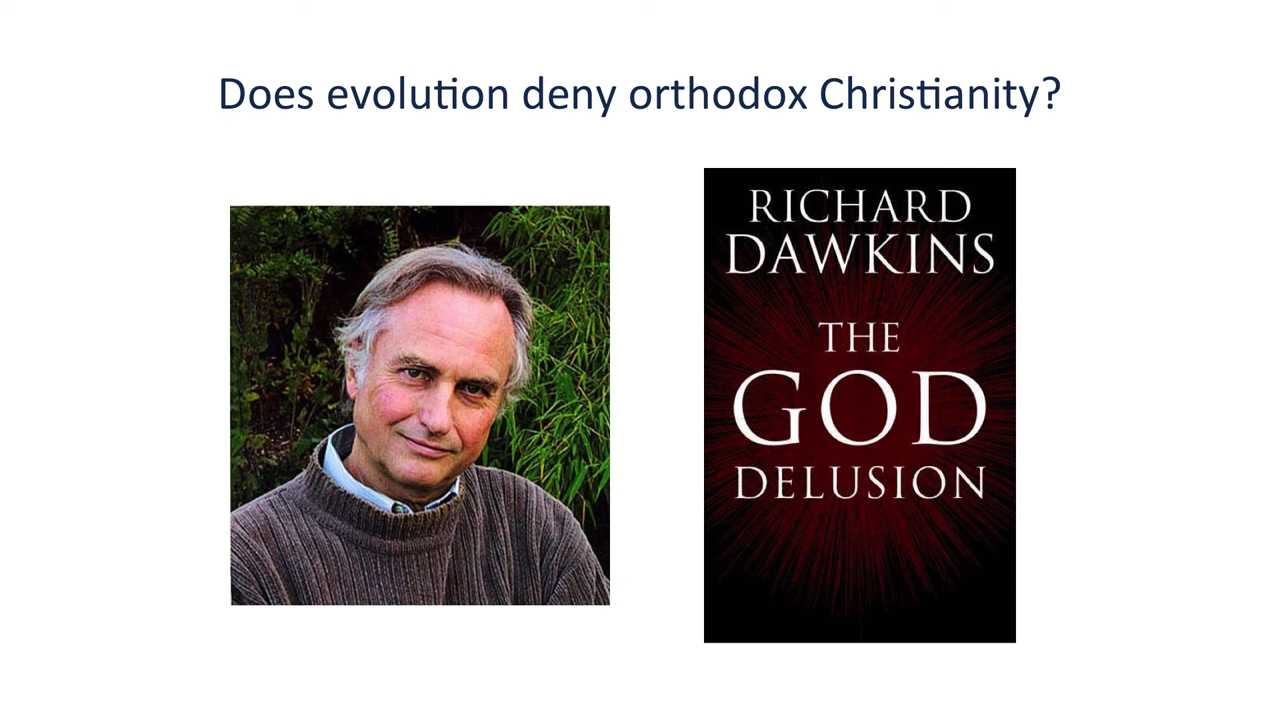 Does evolution deny orthodox Christianity?
RICHARD
DAWKINS
THE
GOD
DELUSION